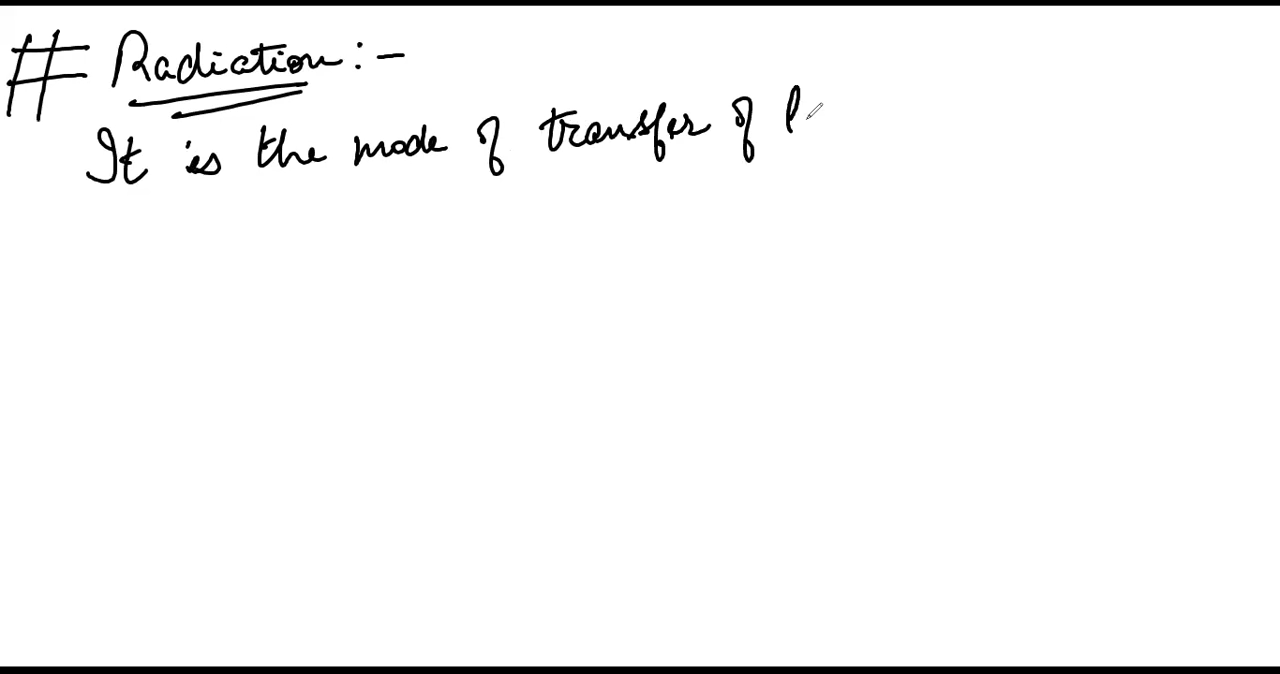 # Radiation :-
It is the mode of transfer of